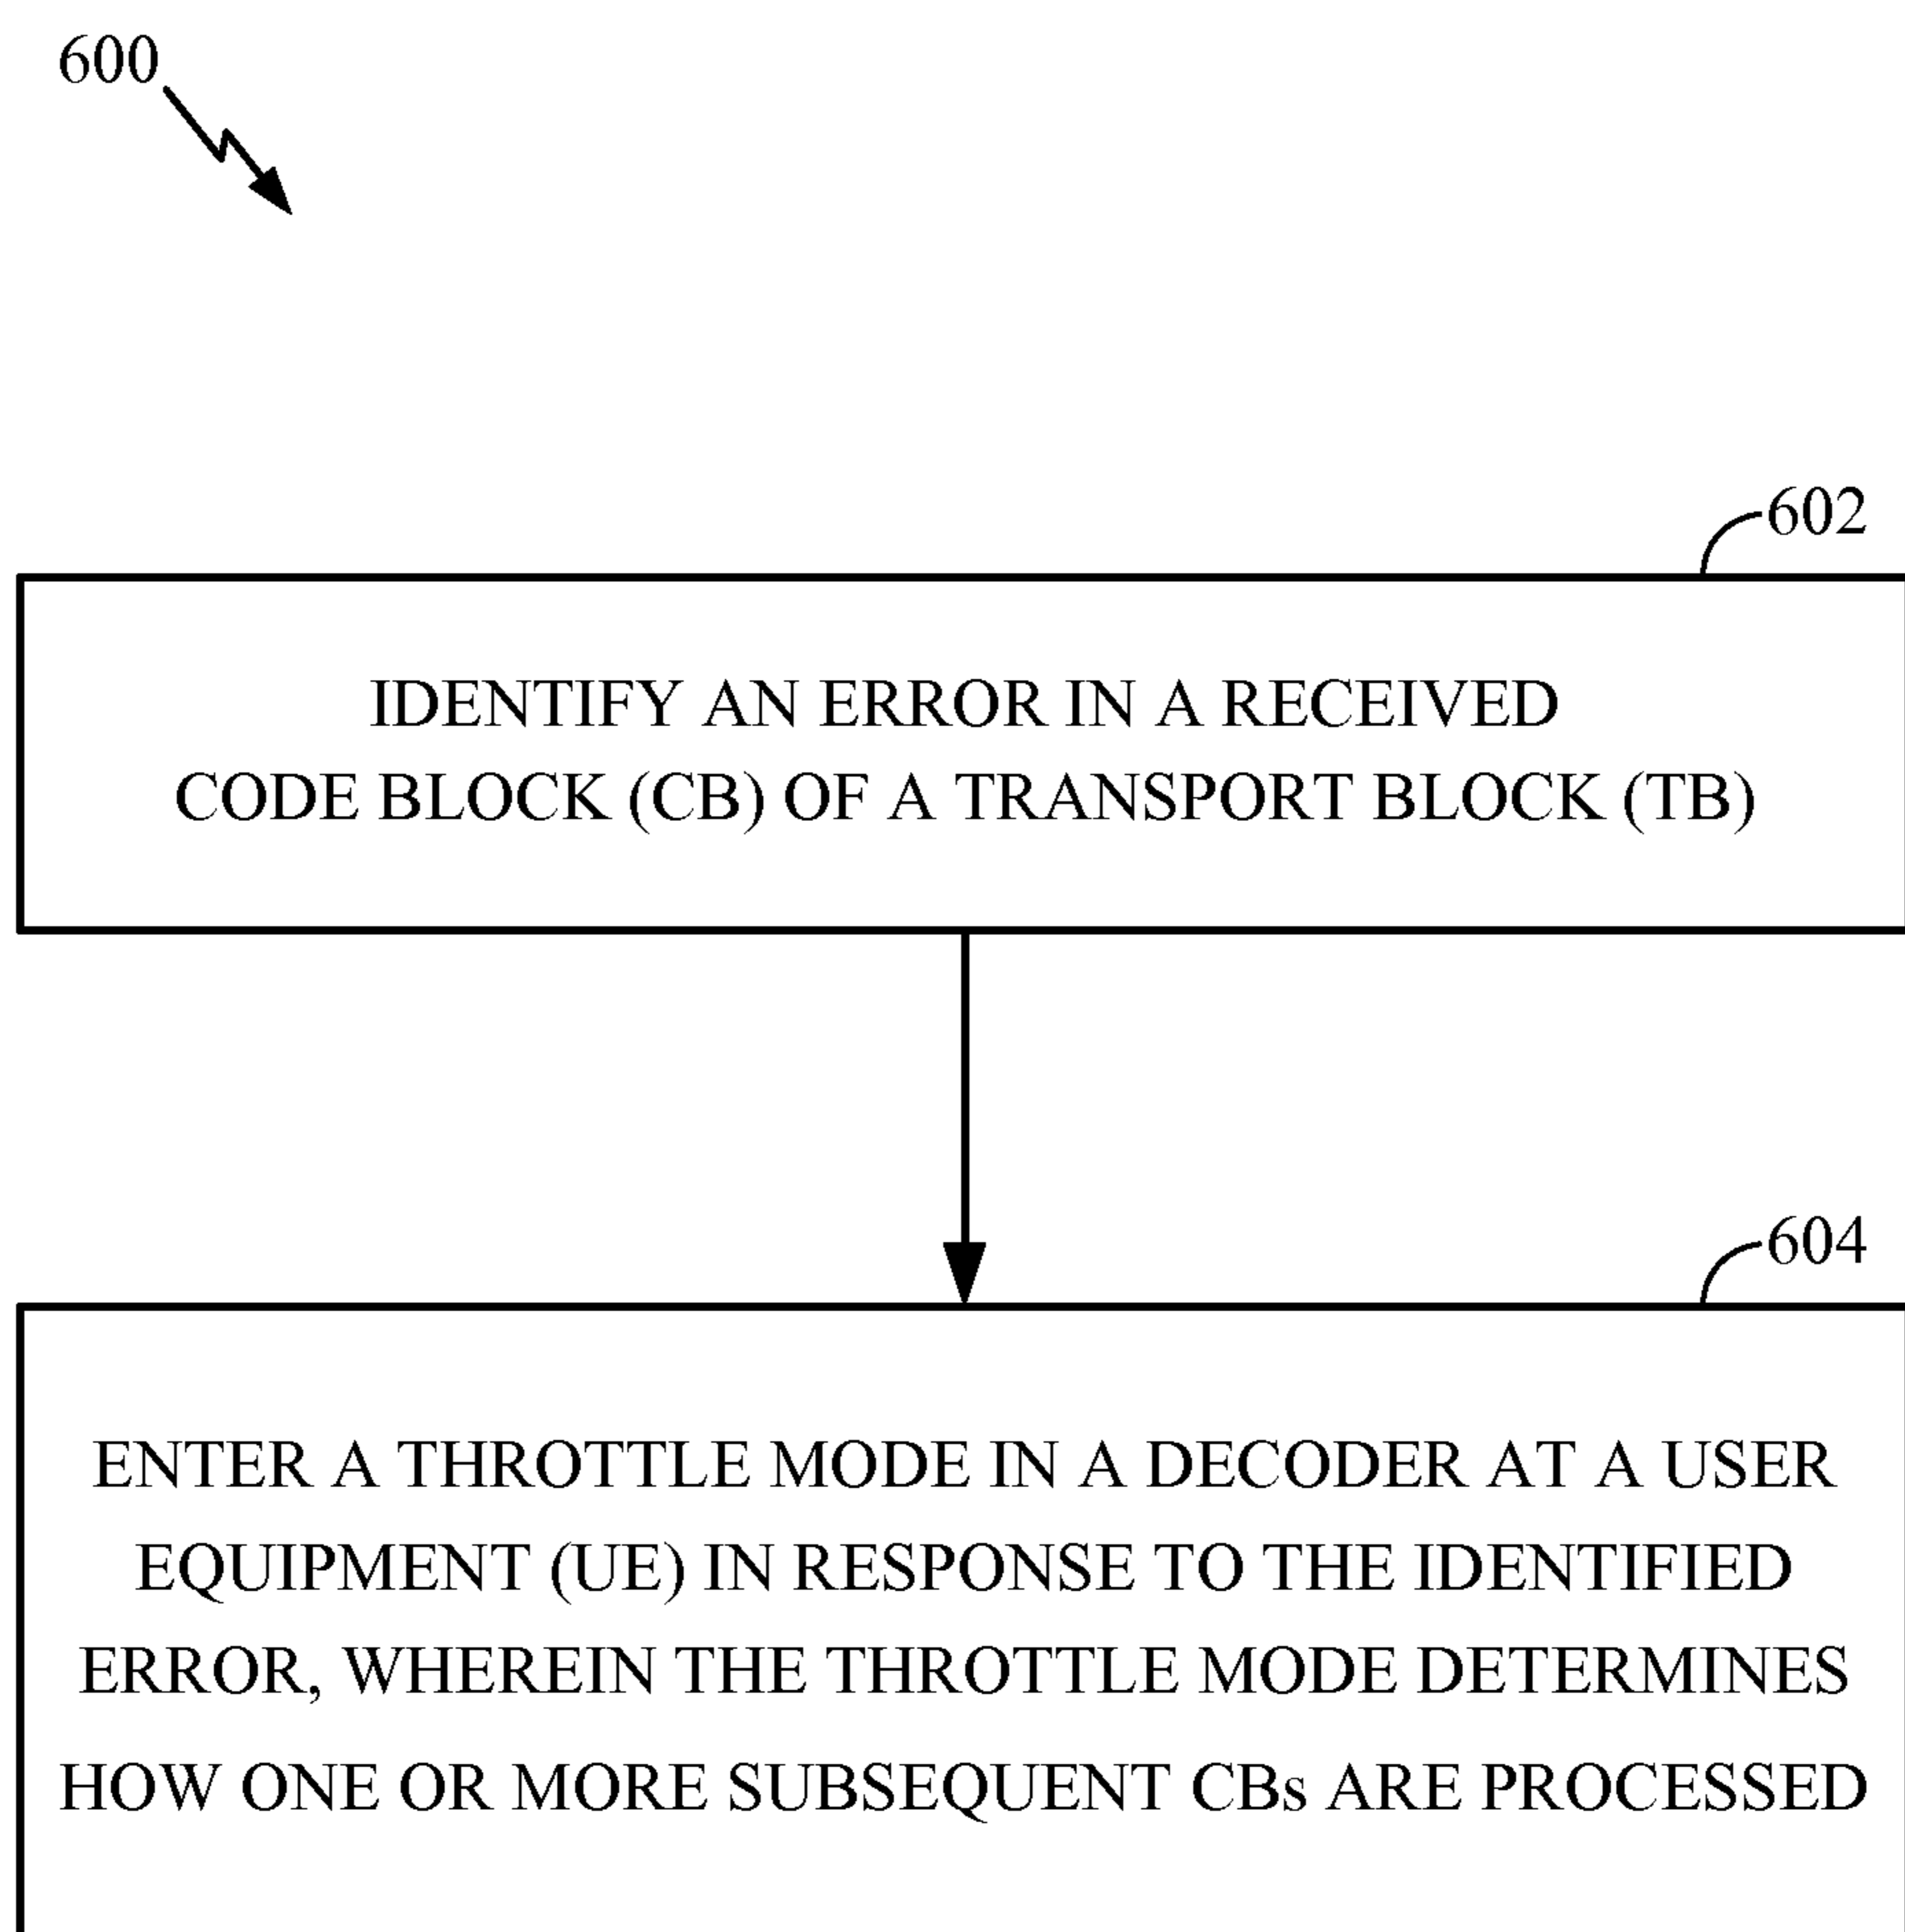 600
602
IDENTIFY AN ERROR IN A RECEIVED
CODE BLOCK (CB) OF A TRANSPORT BLOCK (TB)
604
ENTER A THROTTLE MODE IN A DECODER AT A USER
EQUIPMENT (UE) IN RESPONSE TO THE IDENTIFIED
ERROR, WHEREIN THE THROTTLE MODE DETERMINES
HOW ONE OR MORE SUBSEQUENT CBs ARE PROCESSED